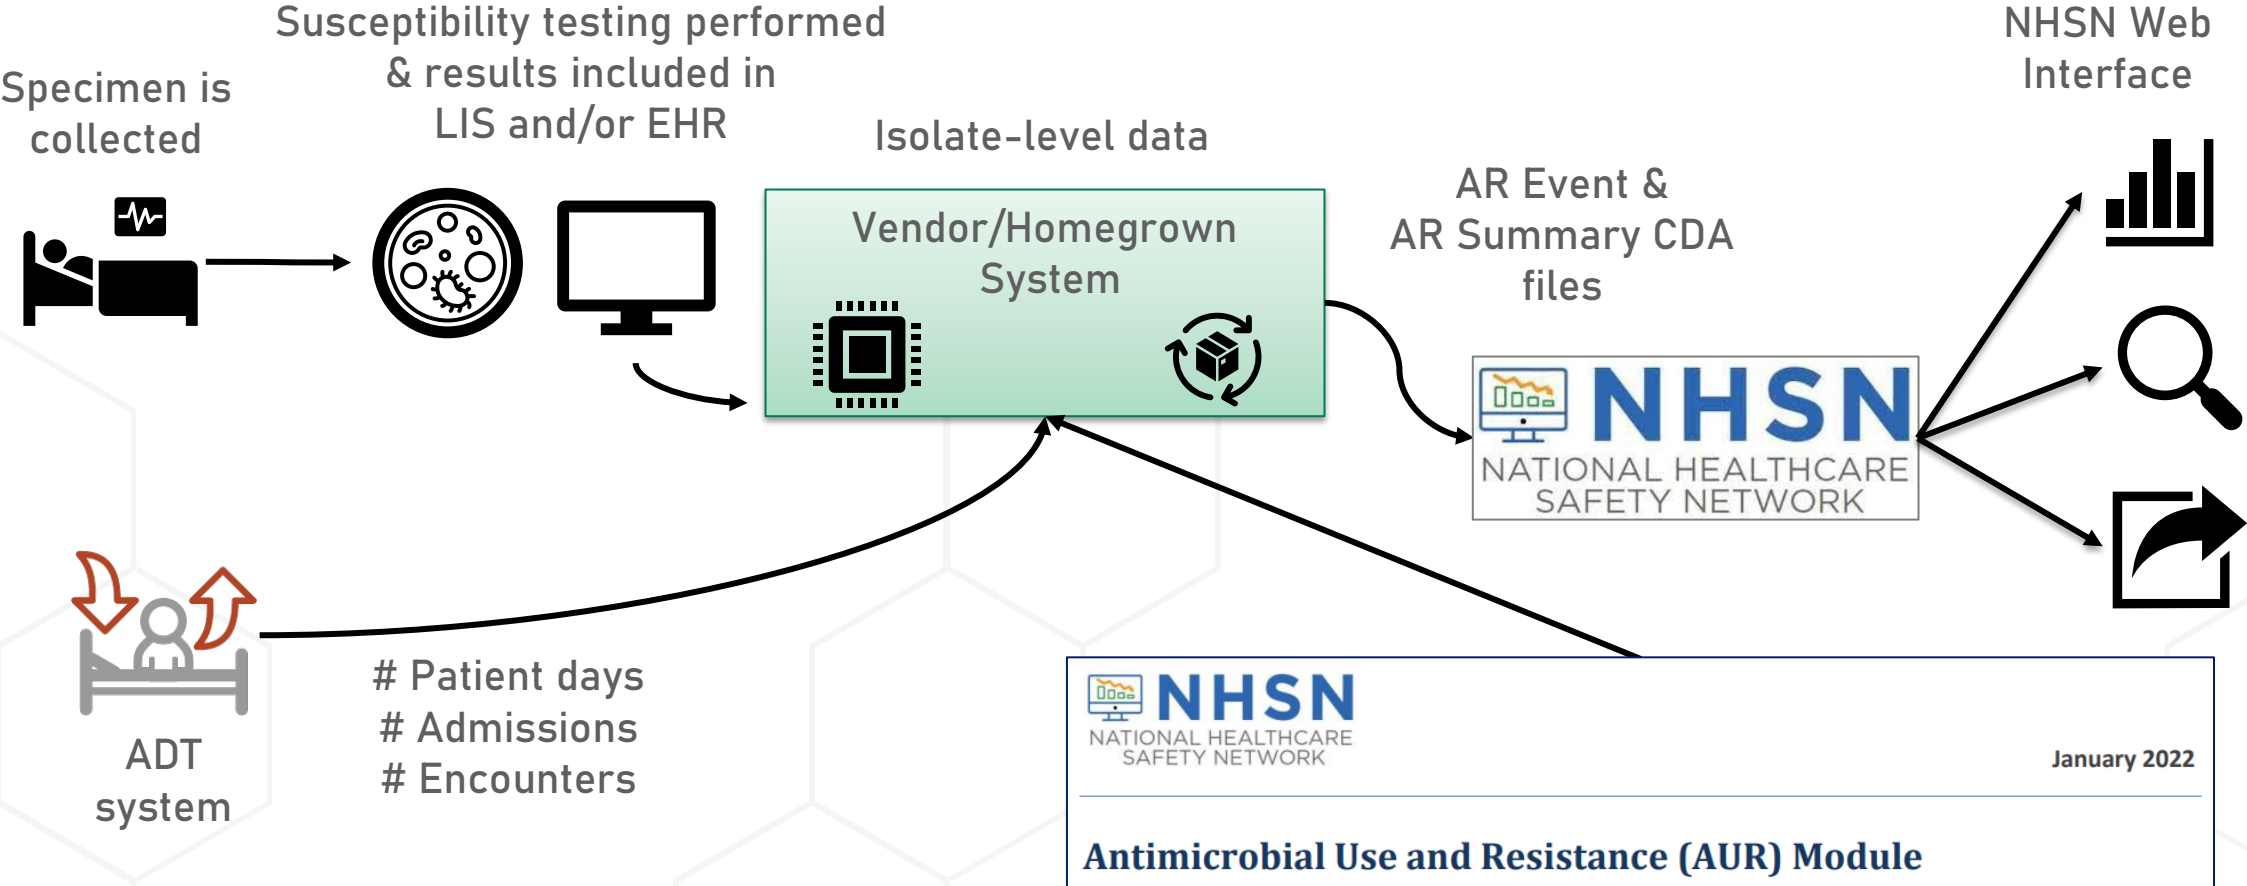 Specimen is
collected
Susceptibility testing performed
& results included in
LIS and/or EHR
Isolate-level data
Vendor/Homegrown
System
AR Event &
AR Summary CDA
files
NHSN Web
Interface
NHSN
NATIONAL HEALTHCARE
SAFETY NETWORK
ADT
system
# Patient days
# Admissions
# Encounters
NHSN
NATIONAL HEALTHCARE
SAFETY NETWORK
January 2022
Antimicrobial Use and Resistance (AUR) Module